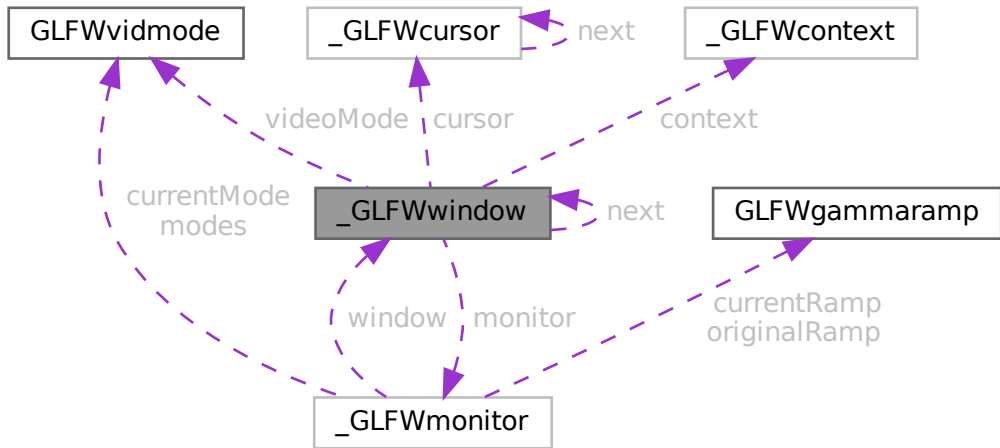 GLFWvidmode
_GLFWcursor
next
_GLFWcontext
videoMode
cursor
context
currentMode
modes
_GLFWwindow
next
GLFWgammaramp
window
monitor
currentRamp
originalRamp
_GLFWmonitor